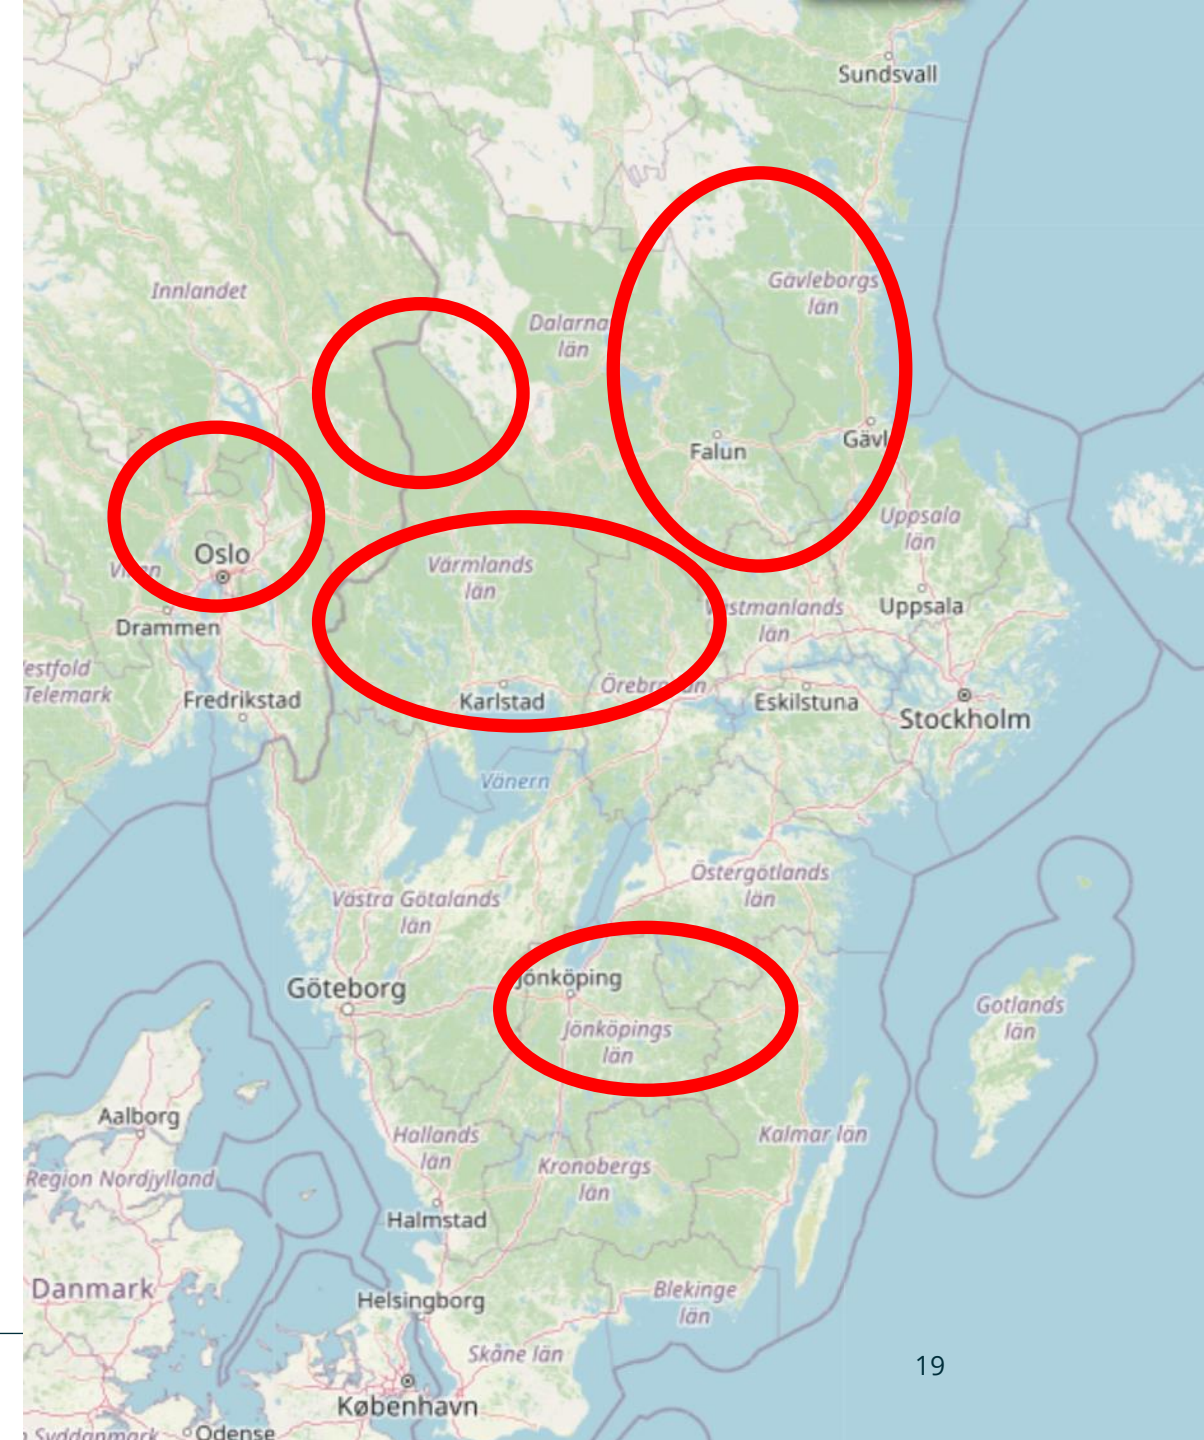 Sundsvall
Innlandet
Gävleborgs
län
Dalarna
län
Falun
Gävl
Uppsala
län
Oslo
Värmlands
län
Uppsala
Drammen
län
Telemark
Fredrikstad
Karlstad
Eskilstuna
Stockholm
Vänern
Östergötlands
län
Västra Götalands
län
Jönköping
Göteborg
Gotlands
län
Jönköpings
län
Aalborg
Hallands
län
Kalmar län
Kronobergs
län
Region Nordjylland
Halmstad
Danmark
Blekinge
län
Helsingborg
Skåne län
19
København
Odense